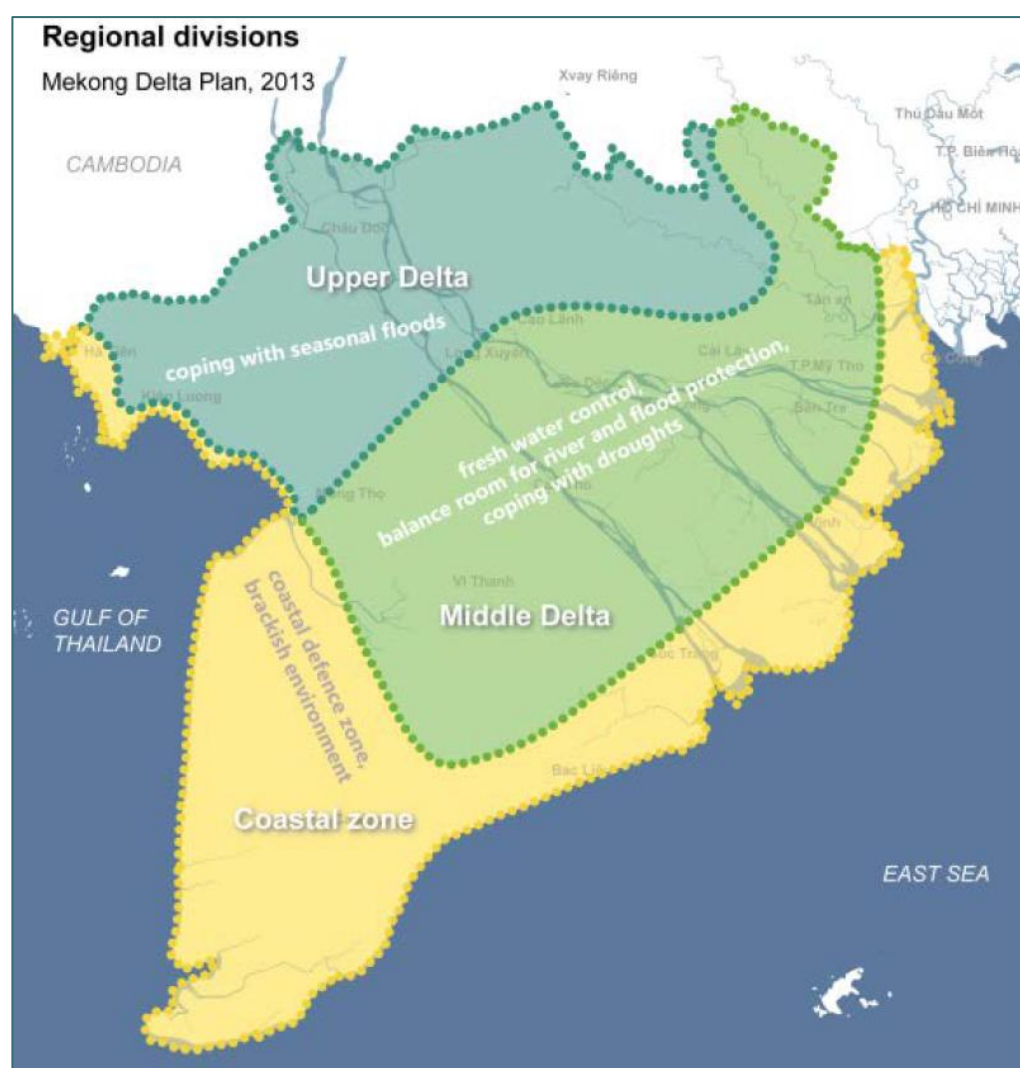 Regional divisions
Mekong Delta Plan, 2013
Xvay Riêng
Thủ Dầu Một
CAMBODIA
T.P. Biên Hòa
HỒ CHÍ MINH
Châu Đốc
Upper Delta
Tân an
coping with seasonal floods
Cao Lãnh
Long Xuyên
Cai Lậy
Gò Công
Hà Tiên
T.P.Mỹ Tho
Kiên Lương
Bến Tre
fresh water control,
balance room for river and flood protection,
coping with droughts
Vinh
Vị Thanh
coastal defence zone,
brackish environment
Middle Delta
GULF OF
THAILAND
Sóc Trăng
Bạc Liêu
Coastal zone
EAST SEA